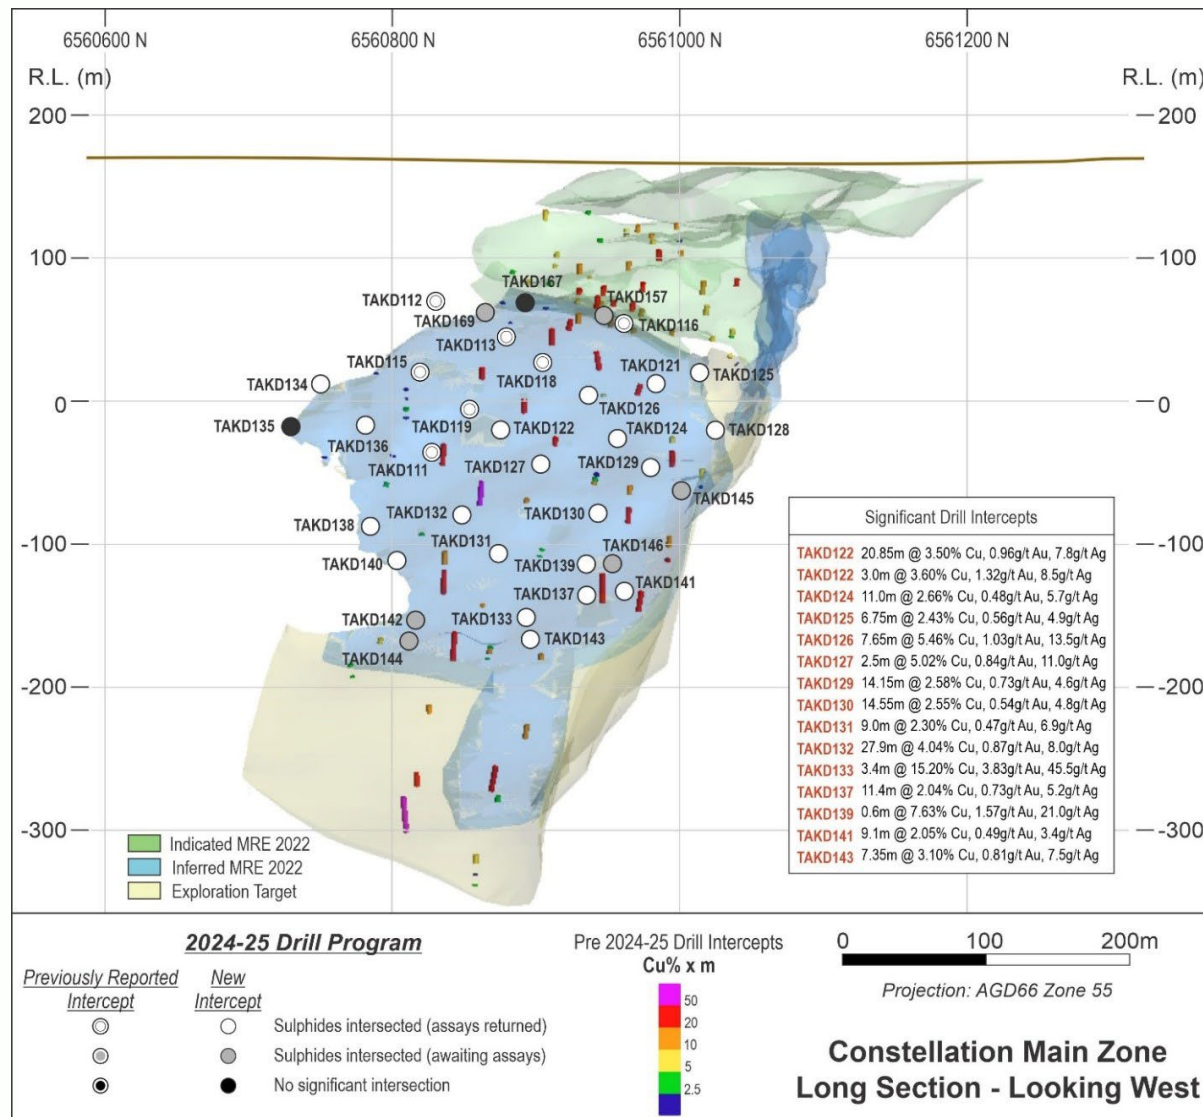 6560600 N 6560800 N 6561000 N 6561200 N
R.L. (m) R.L. (m)
200 200
100 100
TAKD167
TAKD112 TAKD157
TAKD169 TAKD116
TAKD113
TAKD115 TAKD121
TAKD118 TAKD125
TAKD134
0 0
TAKD126
TAKD135 TAKD119 TAKD122 TAKD124 TAKD128
TAKD136
TAKD111 TAKD127 TAKD129
TAKD145
TAKD132 TAKD130
TAKD138
TAKD131 TAKD146
-100 -100
TAKD140 TAKD139
TAKD141
TAKD137
TAKD142 TAKD133
TAKD143
TAKD144
-200 -200
-300 -300
Significant Drill Intercepts
TAKD122 20.85m @ 3.50% Cu, 0.96g/t Au, 7.8g/t Ag
TAKD122 3.0m @ 3.60% Cu, 1.32g/t Au, 8.5g/t Ag
TAKD124 11.0m @ 2.66% Cu, 0.48g/t Au, 5.7g/t Ag
TAKD125 6.75m @ 2.43% Cu, 0.56g/t Au, 4.9g/t Ag
TAKD126 7.65m @ 5.46% Cu, 1.03g/t Au, 13.5g/t Ag
TAKD127 2.5m @ 5.02% Cu, 0.84g/t Au, 11.0g/t Ag
TAKD129 14.15m @ 2.58% Cu, 0.73g/t Au, 4.6g/t Ag
TAKD130 14.55m @ 2.55% Cu, 0.54g/t Au, 4.8g/t Ag
TAKD131 9.0m @ 2.30% Cu, 0.47g/t Au, 6.9g/t Ag
TAKD132 27.9m @ 4.04% Cu, 0.87g/t Au, 8.0g/t Ag
TAKD133 3.4m @ 15.20% Cu, 3.83g/t Au, 45.5g/t Ag
TAKD137 11.4m @ 2.04% Cu, 0.73g/t Au, 5.2g/t Ag
TAKD139 0.6m @ 7.63% Cu, 1.57g/t Au, 21.0g/t Ag
TAKD141 9.1m @ 2.05% Cu, 0.49g/t Au, 3.4g/t Ag
TAKD143 7.35m @ 3.10% Cu, 0.81g/t Au, 7.5g/t Ag
Indicated MRE 2022
Inferred MRE 2022
Exploration Target
2024-25 Drill Program
Previously Reported Intercept
New Intercept
Sulphides intersected (assays returned)
Sulphides intersected (awaiting assays)
No significant intersection
Pre 2024-25 Drill Intercepts
Cu% x m
50
20
10
5
2.5
0 100 200m
Projection: AGD66 Zone 55
Constellation Main Zone
Long Section - Looking West